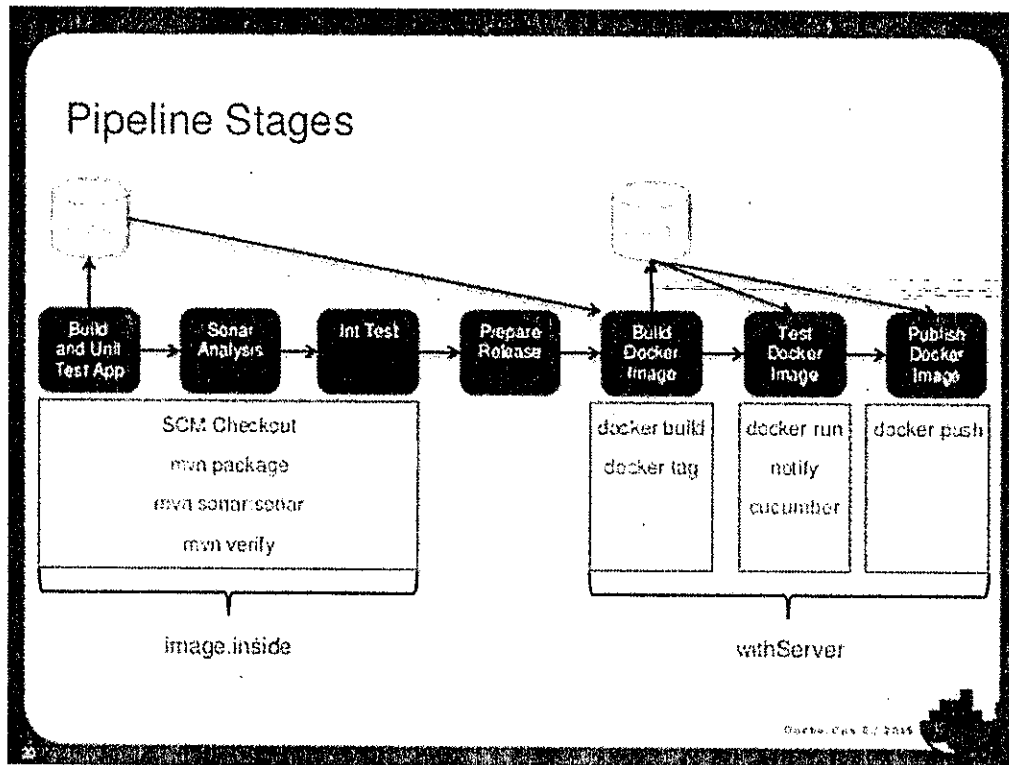 Pipeline Stages
Build
and Unit
Test App
Sonar
Analysis
Int Test
Prepare
Release
Build
Docker
Image
Test
Docker
Image
Publish
Docker
Image
SCM Checkout
mvn package
mvn sonar:sonar
mvn verify
docker build
docker tag
docker run
notify
cucumber
docker push
image.inside
withServer